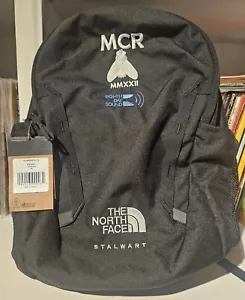 MCR
MMXXII
EIGHTH
DAY
SOUND
THE
NORTH
FACE
STALWART